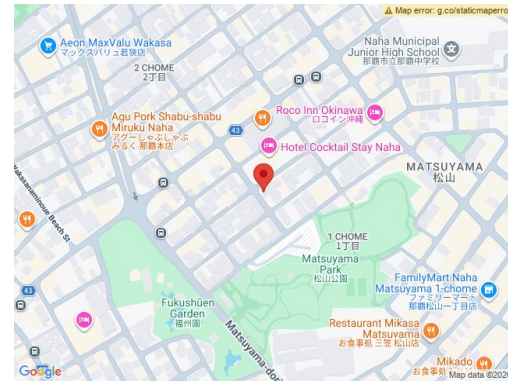 Map error: g.co/staticmaperro
Aeon MaxValu Wakasa
マックスバリュ若狭店
Naha Municipal
Junior High School
那覇市立那覇中学校
2 CHOME
2丁目
Agu Pork Shabu-shabu
Miruku Naha
アグーしゃぶしゃぶ
みるく 那覇本店
Roco Inn Okinawa
ロコイン沖縄
43
Hotel Cocktail Stay Naha
MATSUYAMA
松山
Wakasanaminoue Beach St
43
1 CHOME
1丁目
Matsuyama
Park
松山公園
FamilyMart Naha
Matsuyama 1-chome
ファミリーマート
那覇松山一丁目店
Fukushūen
Garden
福州園
Matsuyama-dori
Restaurant Mikasa
Matsuyama
お食事処 三笠 松山店
Mikado
お食事処
Google
Map data ©2026